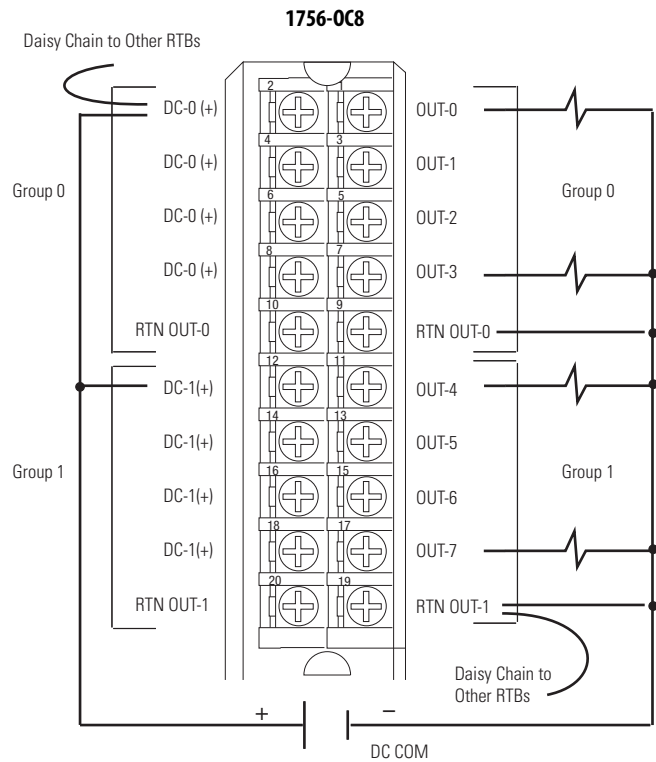 1756-OC8
Daisy Chain to Other RTBs
2 1
DC-0 (+) OUT-0
4 3
DC-0 (+) OUT-1
Group 0 Group 0
6 5
DC-0 (+) OUT-2
8 7
DC-0 (+) OUT-3
10 9
RTN OUT-0 RTN OUT-0
12 11
DC-1(+) OUT-4
14 13
DC-1(+) OUT-5
Group 1 Group 1
16 15
DC-1(+) OUT-6
18 17
DC-1(+) OUT-7
20 19
RTN OUT-1 RTN OUT-1
Daisy Chain to
Other RTBs
+ –
DC COM